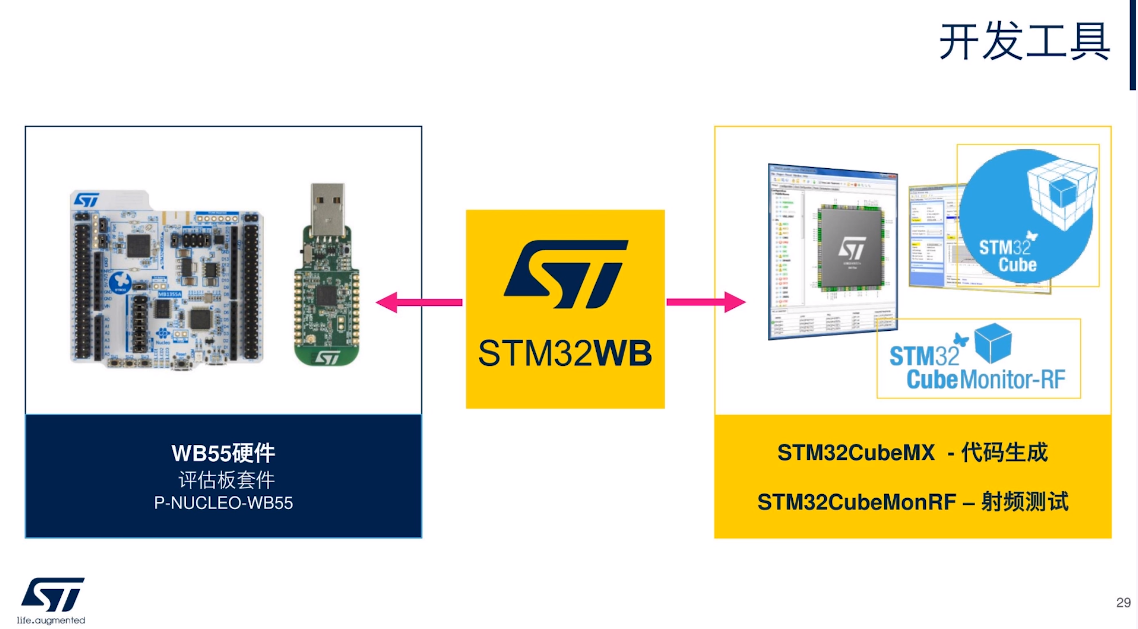 开发工具
STM32WB
WB55硬件
评估板套件
P-NUCLEO-WB55
STM32
Cube
STM32
CubeMonitor-RF
STM32CubeMX - 代码生成
STM32CubeMonRF – 射频测试
life.augmented
29